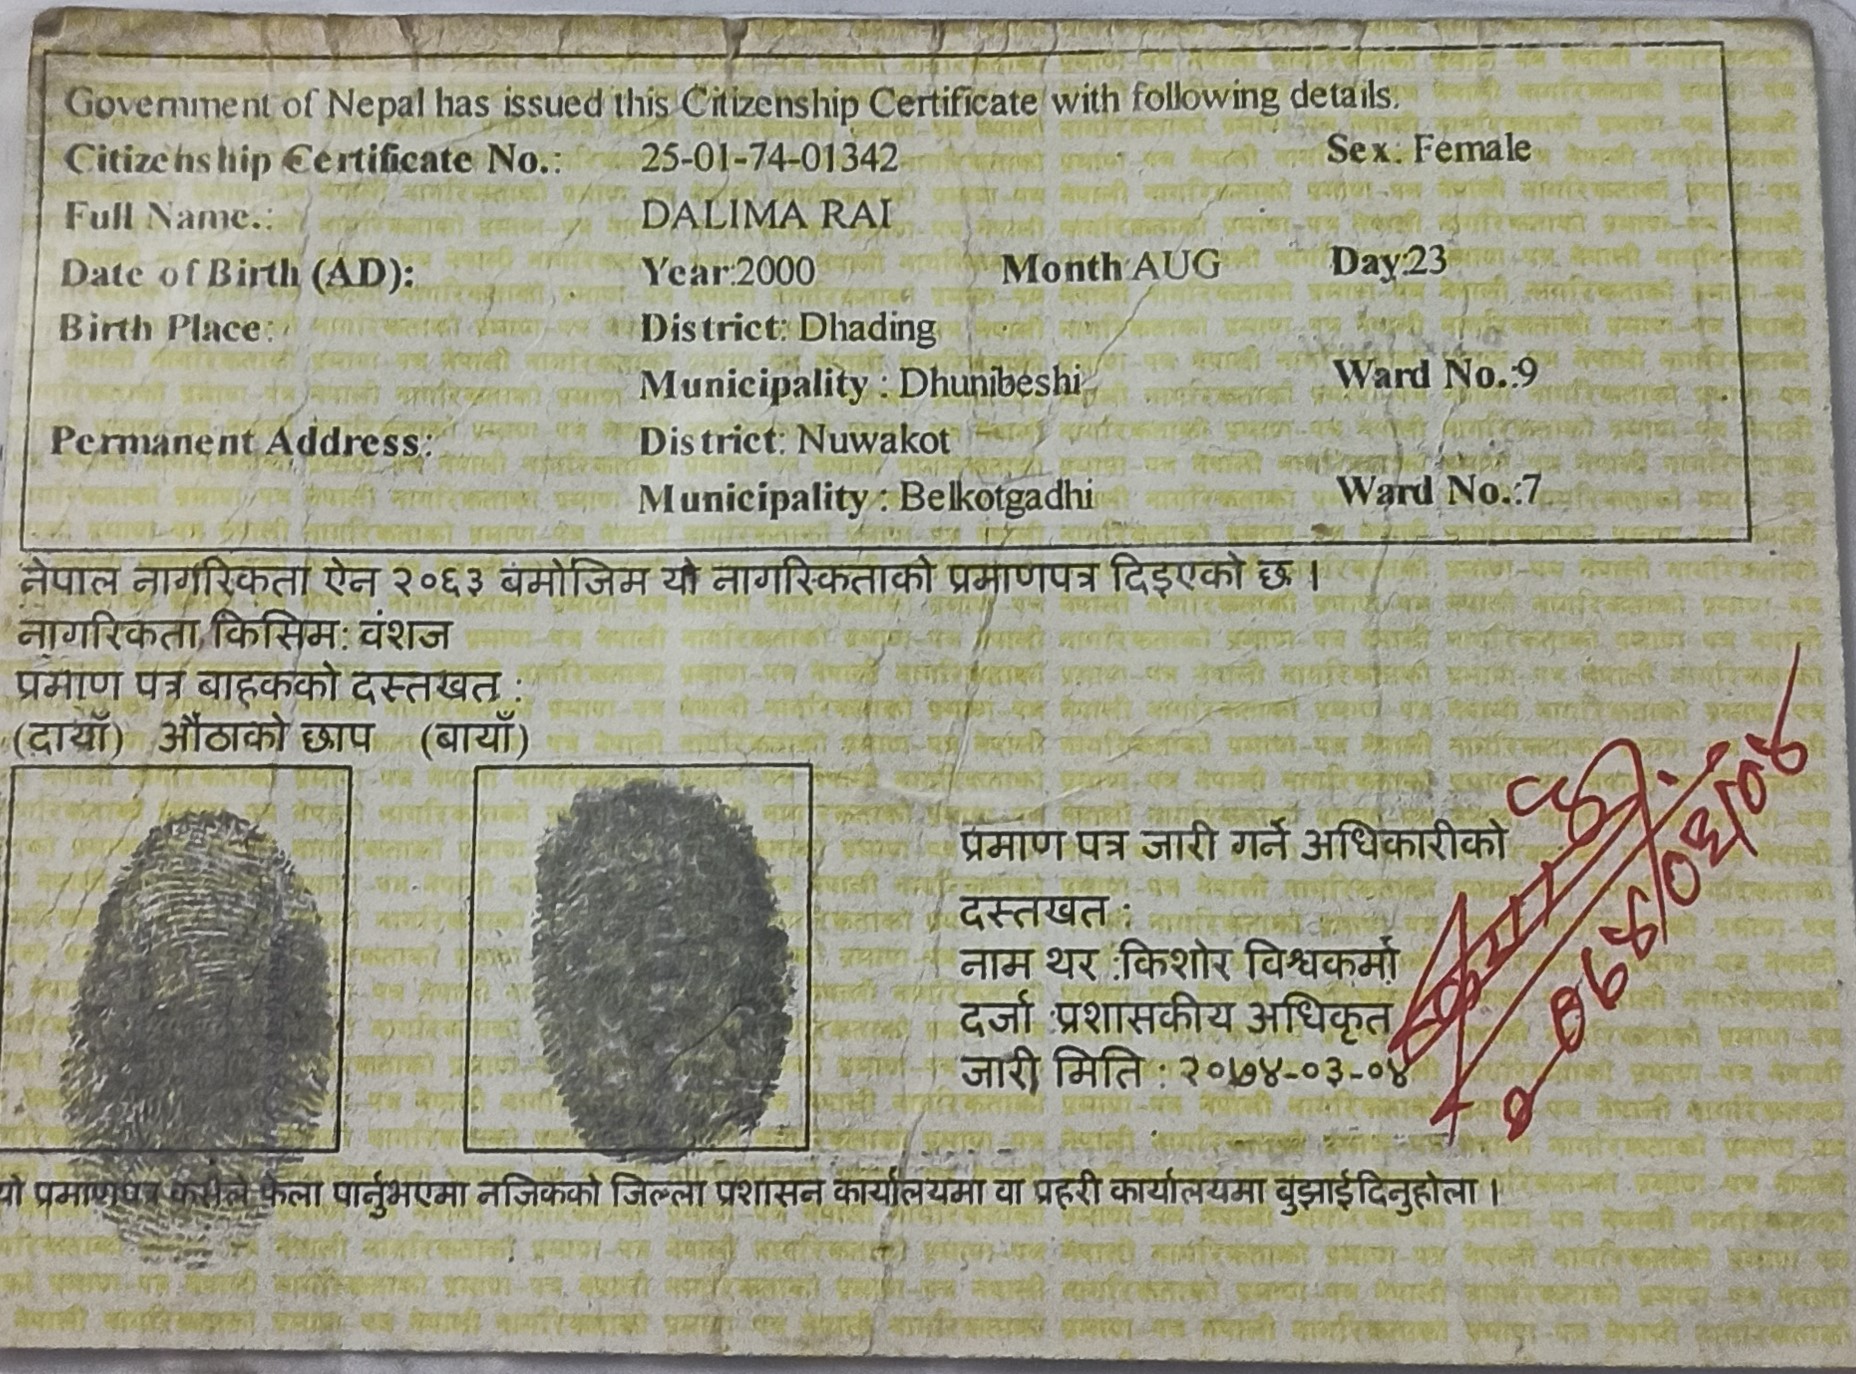 Government of Nepal has issued this Citizenship Certificate with following details.
Citizenship Certificate No.: 25-01-74-01342 Sex: Female
Full Name.: DALIMA RAI
Date of Birth (AD): Year:2000 Month AUG Day:23
Birth Place: District: Dhading
Municipality : Dhunibeshi Ward No.:9
Permanent Address: District: Nuwakot
Municipality : Belkotgadhi Ward No.:7
नेपाल नागरिकता ऐन २०६३ बमोजिम यो नागरिकताको प्रमाणपत्र दिइएको छ ।
नागरिकता किसिम: वंशज
प्रमाण पत्र बाहकको दस्तखत :
(दायाँ) औंठाको छाप (बायाँ)
प्रमाण पत्र जारी गर्ने अधिकारीको
दस्तखत :
नाम थर :किशोर विश्वकर्मा
दर्जा :प्रशासकीय अधिकृत
जारी मिति : २०७४-०३-०४
यो प्रमाणपत्र कसैले फेला पार्नुभएमा नजिकको जिल्ला प्रशासन कार्यालयमा वा प्रहरी कार्यालयमा बुझाईदिनुहोला ।